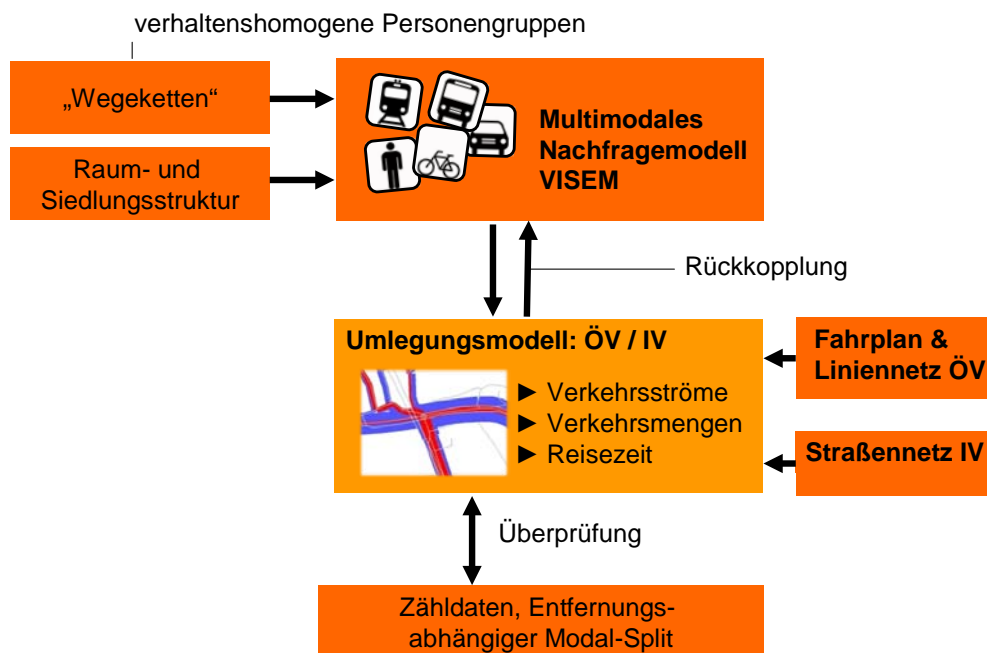 verhaltenshomogene Personengruppen
„Wegeketten“
Raum- und
Siedlungsstruktur
Multimodales
Nachfragemodell
VISEM
Rückkopplung
Umlegungsmodell: ÖV / IV
► Verkehrsströme
► Verkehrsmengen
► Reisezeit
Fahrplan &
Liniennetz ÖV
Straßennetz IV
Überprüfung
Zähldaten, Entfernungs-
abhängiger Modal-Split